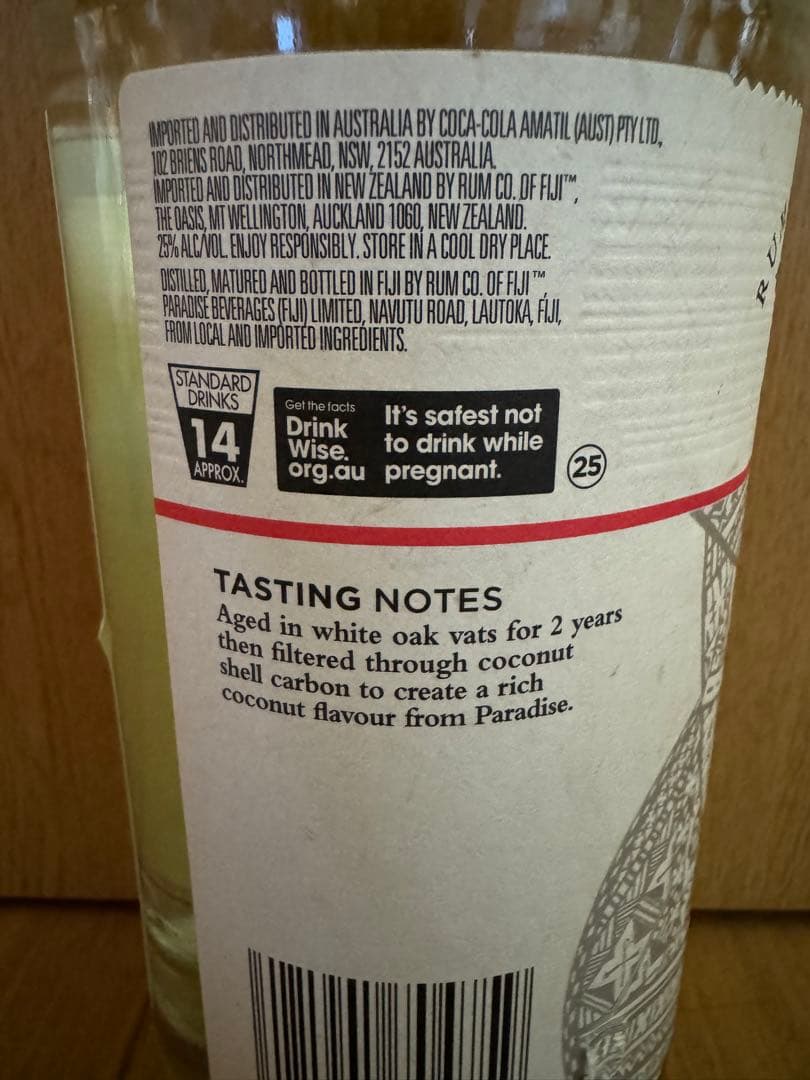 IMPORTED AND DISTRIBUTED IN AUSTRALIA BY COCA-COLA AMATIL (AUST) PTY LTD,
102 BRIENS ROAD, NORTHMEAD, NSW, 2152 AUSTRALIA.
IMPORTED AND DISTRIBUTED IN NEW ZEALAND BY RUM CO. OF FIJI™,
THE OASIS, MT WELLINGTON, AUCKLAND 1060, NEW ZEALAND.
25% ALC/VOL. ENJOY RESPONSIBLY. STORE IN A COOL DRY PLACE.
DISTILLED, MATURED AND BOTTLED IN FIJI BY RUM CO. OF FIJI™
PARADISE BEVERAGES (FIJI) LIMITED, NAVUTU ROAD, LAUTOKA, FIJI,
FROM LOCAL AND IMPORTED INGREDIENTS.
STANDARD
DRINKS
14
APPROX.
Get the facts
Drink
Wise.
org.au
It's safest not
to drink while
pregnant.
25
TASTING NOTES
Aged in white oak vats for 2 years
then filtered through coconut
shell carbon to create a rich
coconut flavour from Paradise.